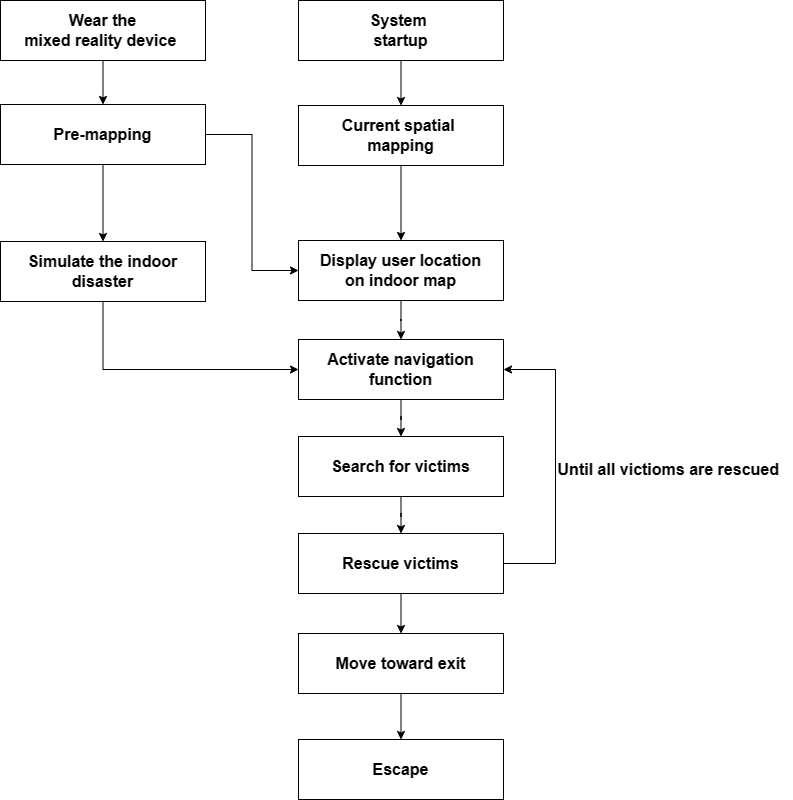 Wear the
mixed reality device
System
startup
Pre-mapping
Current spatial
mapping
Simulate the indoor
disaster
Display user location
on indoor map
Activate navigation
function
Search for victims
Until all victioms are rescued
Rescue victims
Move toward exit
Escape